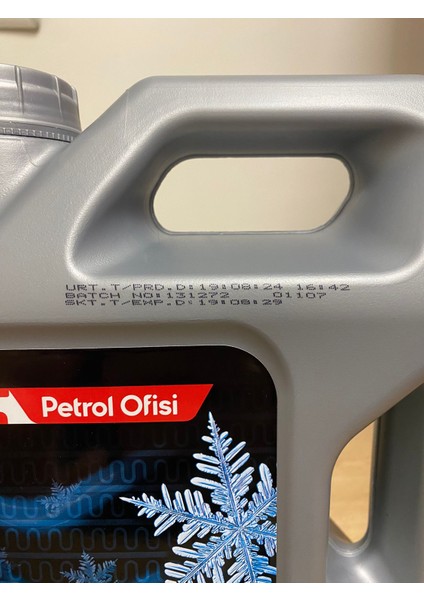 URT.T/PRD.D:19:08:24 16:42
BATCH NO:131272 01107
SKT.T/EXP.D:19:08:29
Petrol Ofisi